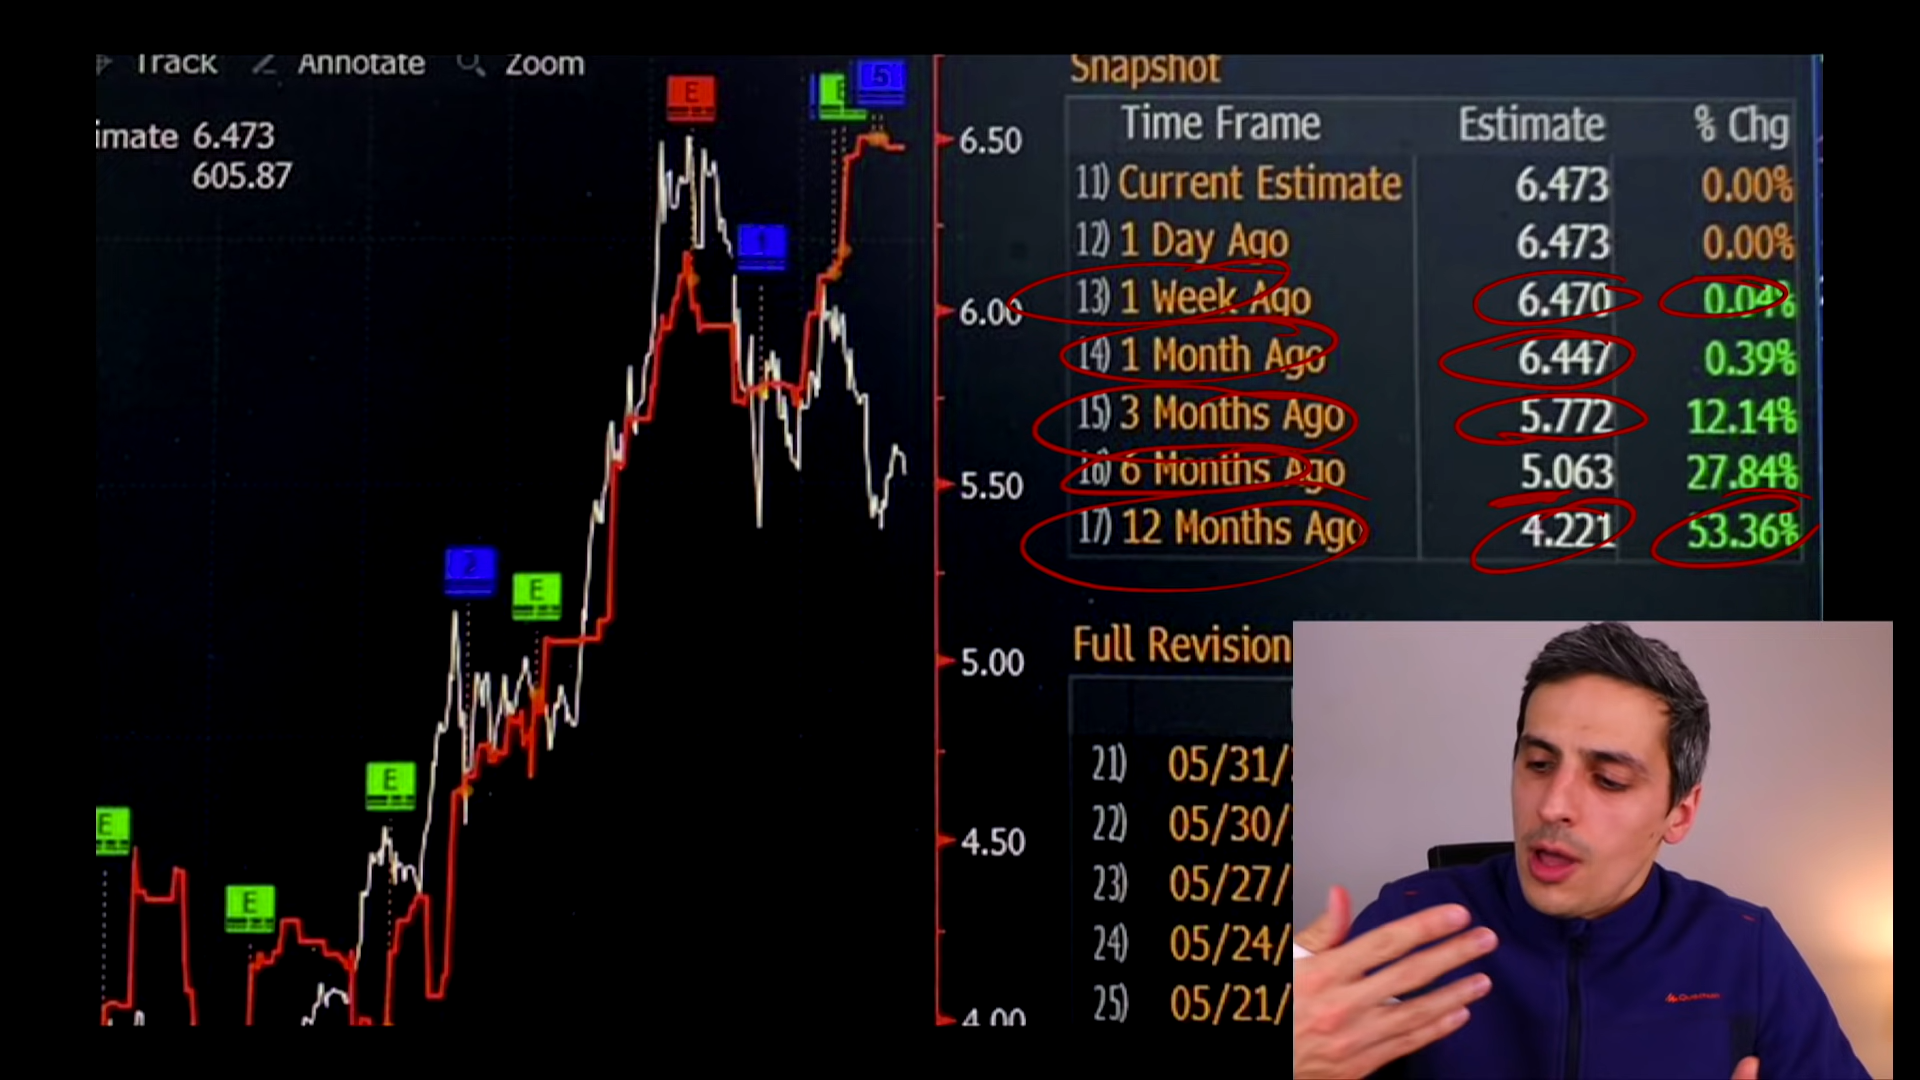 Track Annotate Zoom
imate 6.473
605.87
E
E
5
1
2
E
E
E
E
6.50
6.00
5.50
5.00
4.50
4.00
Snapshot
Time Frame Estimate % Chg
11) Current Estimate 6.473 0.00%
12) 1 Day Ago 6.473 0.00%
13) 1 Week Ago 6.470 0.04%
14) 1 Month Ago 6.447 0.39%
15) 3 Months Ago 5.772 12.14%
16) 6 Months Ago 5.063 27.84%
17) 12 Months Ago 4.221 53.36%
Full Revision
21) 05/31/
22) 05/30/
23) 05/27/
24) 05/24/
25) 05/21/